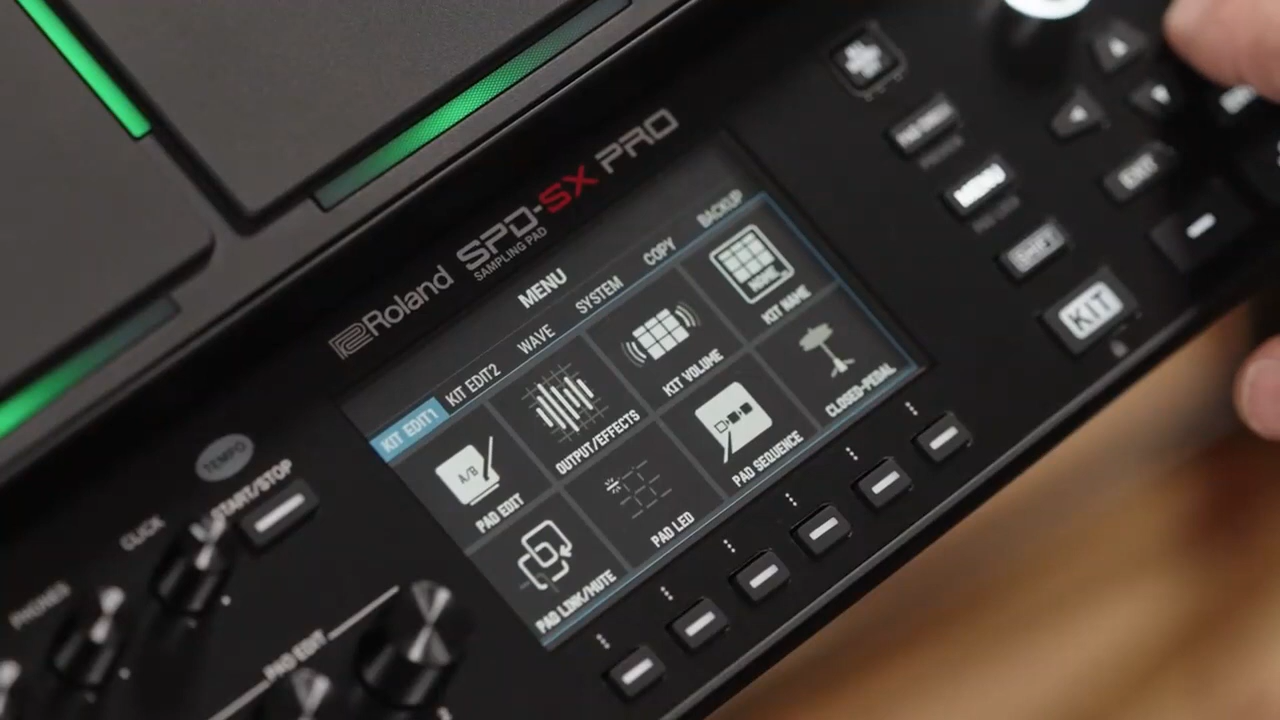 Roland
SPD-SX PRO
SAMPLING PAD
MENU
KIT EDIT1 KIT EDIT2 WAVE SYSTEM COPY BACKUP
A/B
PAD EDIT
OUTPUT/EFFECTS
KIT VOLUME
NAME
KIT NAME
PAD LINK/MUTE
PAD LED
PAD SEQUENCE
CLOSED-PEDAL
MENU
SHIFT
EXIT
KIT
TEMPO
START/STOP
CLICK
PHONES
PAD EDIT